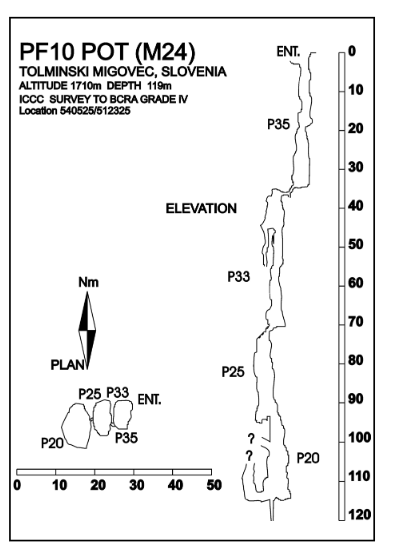 PF10 POT (M24)
TOLMINSKI MIGOVEC, SLOVENIA
ALTITUDE 1710m DEPTH 119m
ICCC SURVEY TO BCRA GRADE IV
Location 540525/512325
ENT.
P35
ELEVATION
P33
P25
?
?
P20
0
10
20
30
40
50
60
70
80
90
100
110
120
Nm
PLAN
P25 P33 ENT.
P20 P35
0 10 20 30 40 50